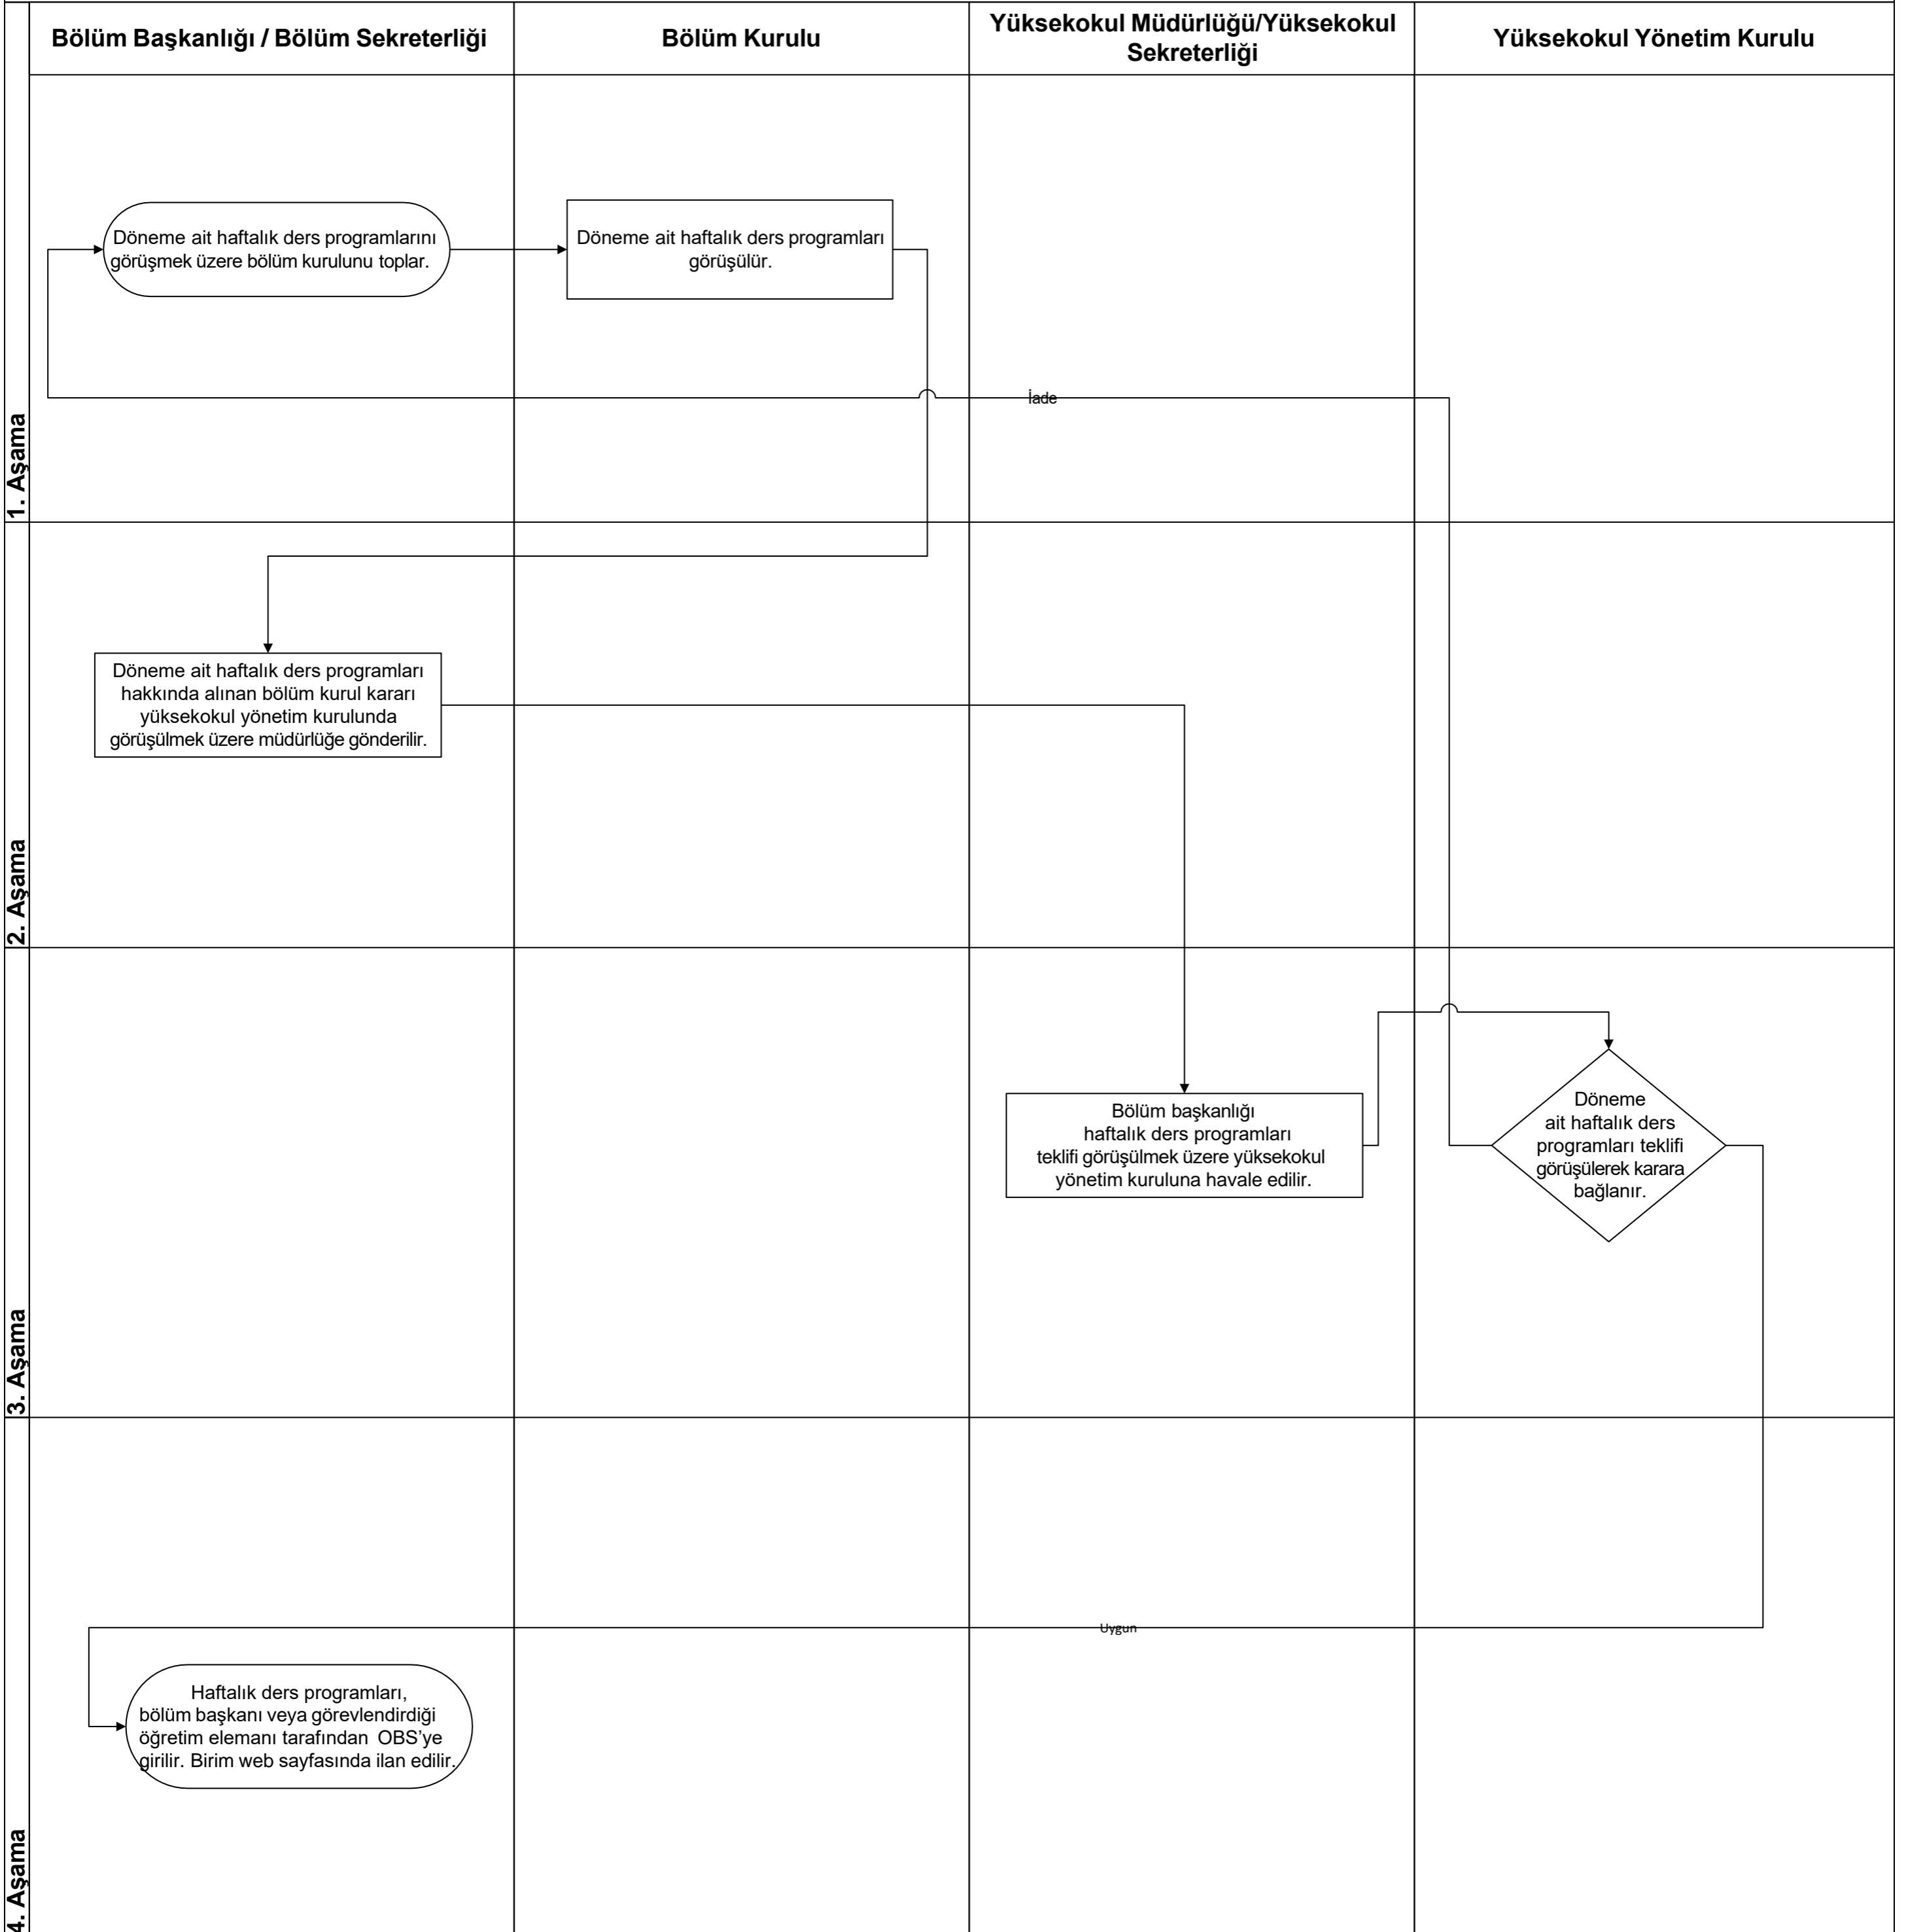 Bölüm Başkanlığı / Bölüm Sekreterliği
Bölüm Kurulu
Yüksekokul Müdürlüğü/Yüksekokul
Sekreterliği
Yüksekokul Yönetim Kurulu
1. Aşama
Döneme ait haftalık ders programlarını
görüşmek üzere bölüm kurulunu toplar.
Döneme ait haftalık ders programları
görüşülür.
İade
2. Aşama
Döneme ait haftalık ders programları
hakkında alınan bölüm kurul kararı
yüksekokul yönetim kurulunda
görüşülmek üzere müdürlüğe gönderilir.
3. Aşama
Bölüm başkanlığı
haftalık ders programları
teklifi görüşülmek üzere yüksekokul
yönetim kuruluna havale edilir.
Döneme
ait haftalık ders
programları teklifi
görüşülerek karara
bağlanır.
4. Aşama
Uygun
Haftalık ders programları,
bölüm başkanı veya görevlendirdiği
öğretim elemanı tarafından OBS’ye
girilir. Birim web sayfasında ilan edilir.